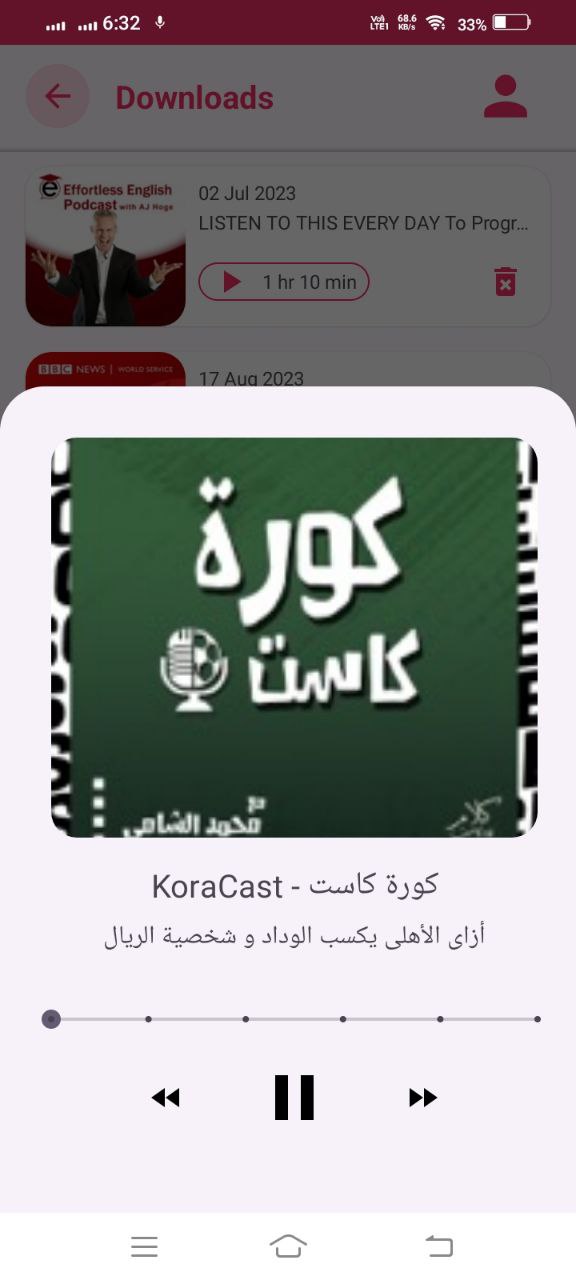 6:32
Vo)) LTE1
68.6 KB/s
33%
Downloads
Effortless English
Podcast with AJ Hoge
02 Jul 2023
LISTEN TO THIS EVERY DAY To Progr...
1 hr 10 min
BBC NEWS | WORLD SERVICE
17 Aug 2023
كورة
كاست
مع
محمد الشامي
KoraCast - كورة كاست
أزاى الأهلى يكسب الوداد و شخصية الريال